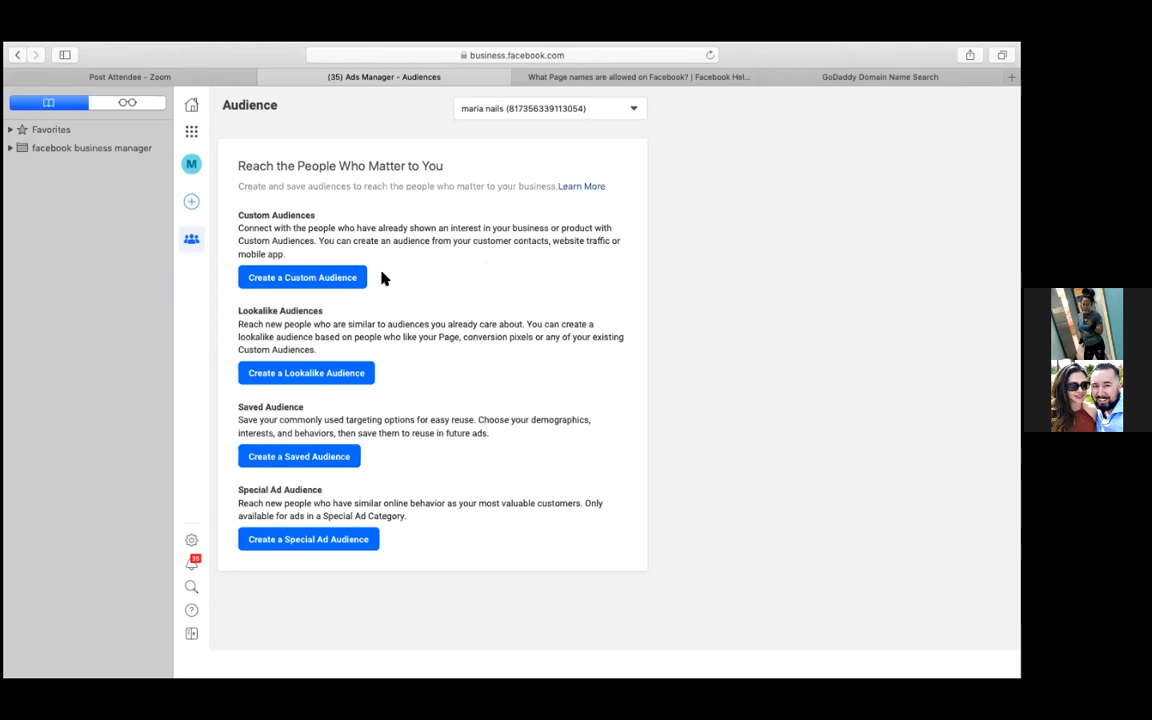 business.facebook.com
Post Attendee - Zoom
(35) Ads Manager - Audiences
What Page names are allowed on Facebook? | Facebook Hel...
GoDaddy Domain Name Search
Favorites
facebook business manager
M
35
Audience
maria nails (817356339113054)
Reach the People Who Matter to You
Create and save audiences to reach the people who matter to your business.Learn More
Custom Audiences
Connect with the people who have already shown an interest in your business or product with
Custom Audiences. You can create an audience from your customer contacts, website traffic or
mobile app.
Create a Custom Audience
Lookalike Audiences
Reach new people who are similar to audiences you already care about. You can create a
lookalike audience based on people who like your Page, conversion pixels or any of your existing
Custom Audiences.
Create a Lookalike Audience
Saved Audience
Save your commonly used targeting options for easy reuse. Choose your demographics,
interests, and behaviors, then save them to reuse in future ads.
Create a Saved Audience
Special Ad Audience
Reach new people who have similar online behavior as your most valuable customers. Only
available for ads in a Special Ad Category.
Create a Special Ad Audience